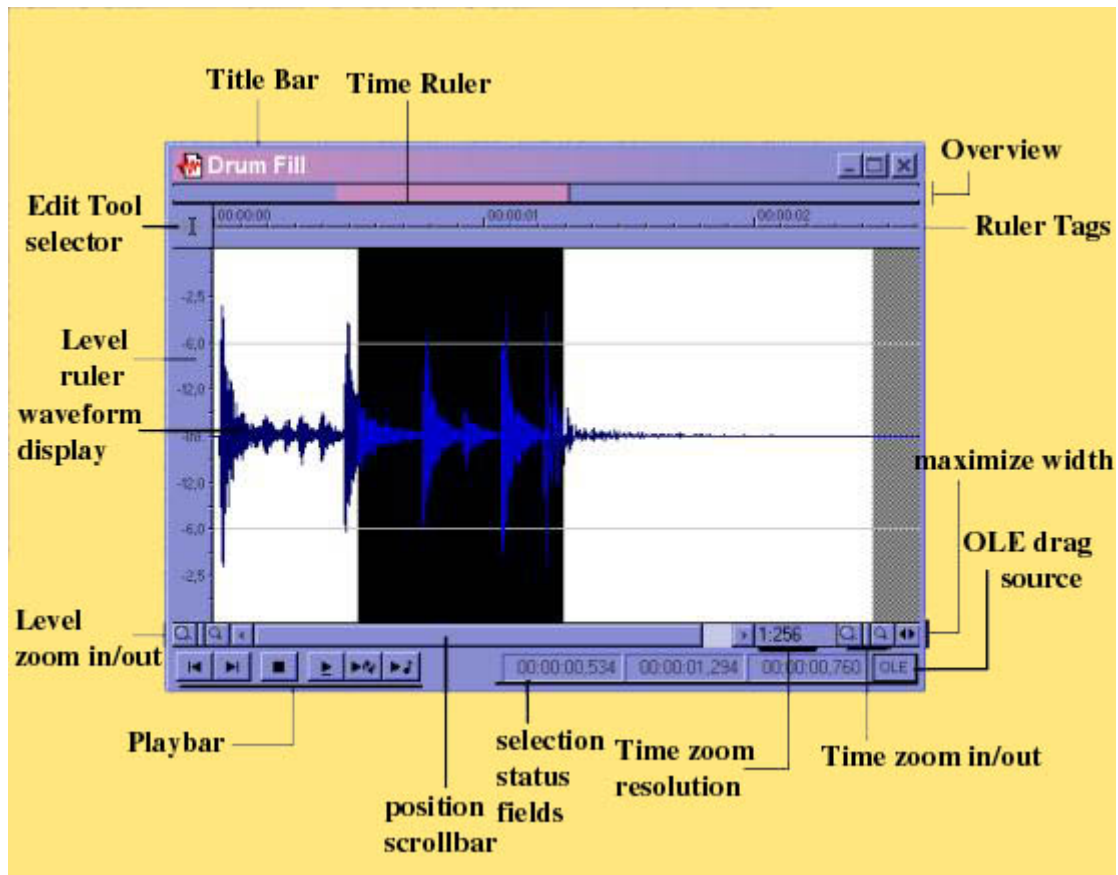 Title Bar
Time Ruler
Drum Fill
Overview
Edit Tool
selector
00:00:00
00:00:01
00:00:02
Ruler Tags
-2,5
-6,0
Level
ruler
-12,0
waveform
display
-12,0
maximize width
-6,0
OLE drag
source
-2,5
Level
zoom in/out
1:256
00:00:00,534
00:00:01,294
00:00:00,760
OLE
Playbar
selection
status
fields
Time zoom
resolution
Time zoom in/out
position
scrollbar